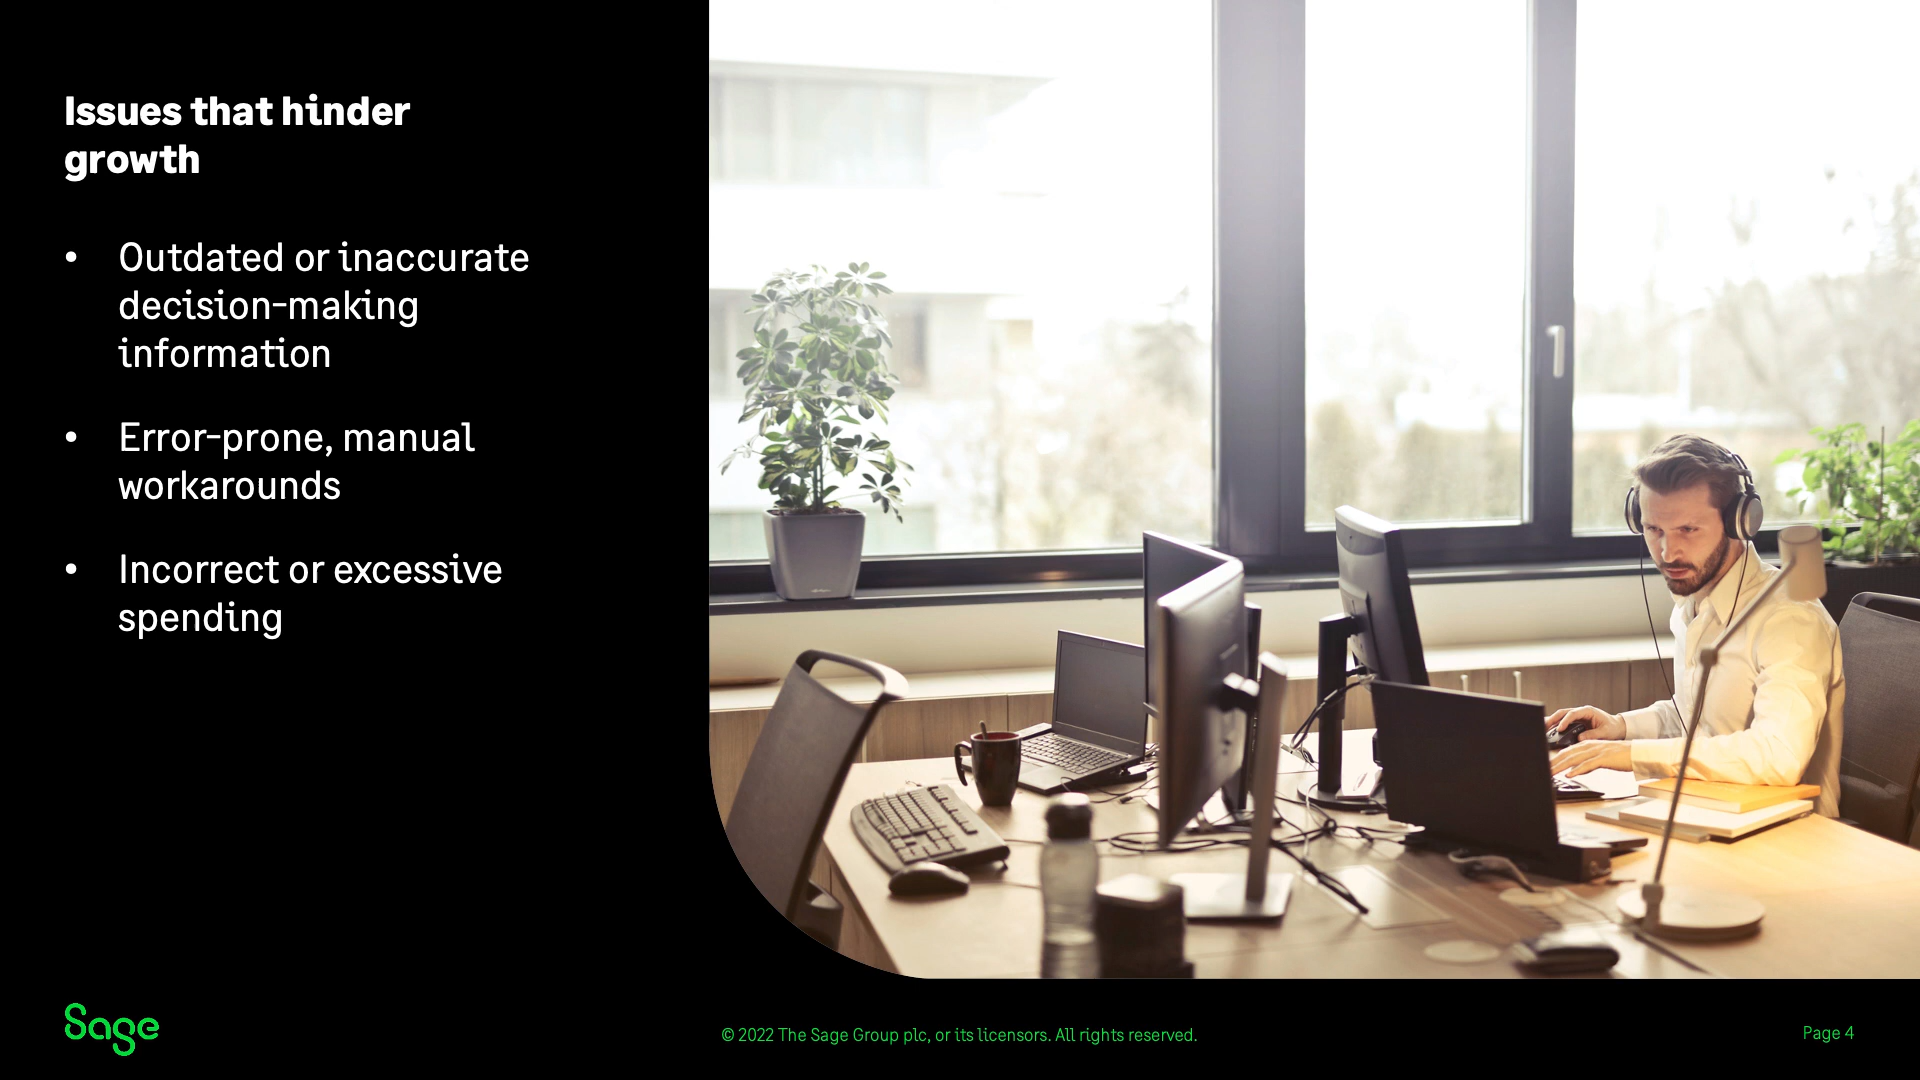 Issues that hinder
growth
• Outdated or inaccurate
decision-making
information
• Error-prone, manual
workarounds
• Incorrect or excessive
spending
Sage
© 2022 The Sage Group plc, or its licensors. All rights reserved.
Page 4